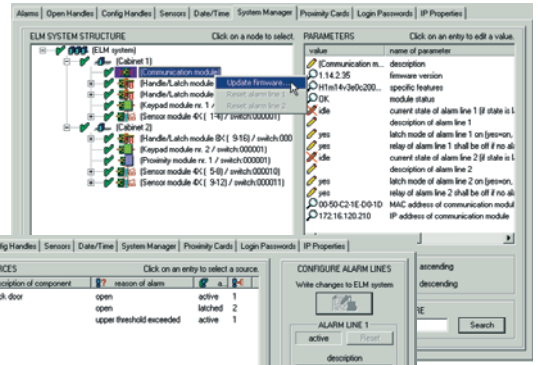 Alarms | Open Handles | Config Handles | Sensors | Date/Time | System Manager | Proximity Cards | Login Passwords | IP Properties
ELM SYSTEM STRUCTURE Click on a node to select.
(ELM system)
(Cabinet 1)
(Communication module)
(Handle/Latch module
(Handle/Latch module
(Keypad module nr. 1 /
(Sensor module 4X ( 1-4) / switch:000010)
(Cabinet 2)
(Handle/Latch module 8X ( 9-16) / switch:000
(Keypad module nr. 2 / switch:000001)
(Proximity module nr. 1 / switch:000001)
(Sensor module 4X ( 5-8) / switch:000010)
(Sensor module 4X ( 9-12) / switch:000011)
Update firmware...
Reset alarm line 1
Reset alarm line 2
PARAMETERS Click on an entry to edit a value.
value name of parameter
(Communication m... description
1.14.2.35 firmware version
H1m14v3e0c200... specific features
OK module status
idle current state of alarm line 1 (if state is l
description of alarm line 1
yes latch mode of alarm line 1 on (yes=on,
yes relay of alarm line 1 shall be off if no al
idle current state of alarm line 2 (if state is l
description of alarm line 2
yes latch mode of alarm line 2 on (yes=on,
yes relay of alarm line 2 shall be off if no al
00-50-C2-1E-D0-1D MAC address of communication modul
172.16.120.210 IP address of communication module
ascending
descending
Search
fig Handles | Sensors | Date/Time | System Manager | Proximity Cards | Login Passwords | IP Properties
RCES Click on an entry to select a source.
cription of component reason of alarm a..
ck door open active 1
open latched 2
upper threshold exceeded active 1
CONFIGURE ALARM LINES
Write changes to ELM system
ALARM LINE 1
active Reset
description